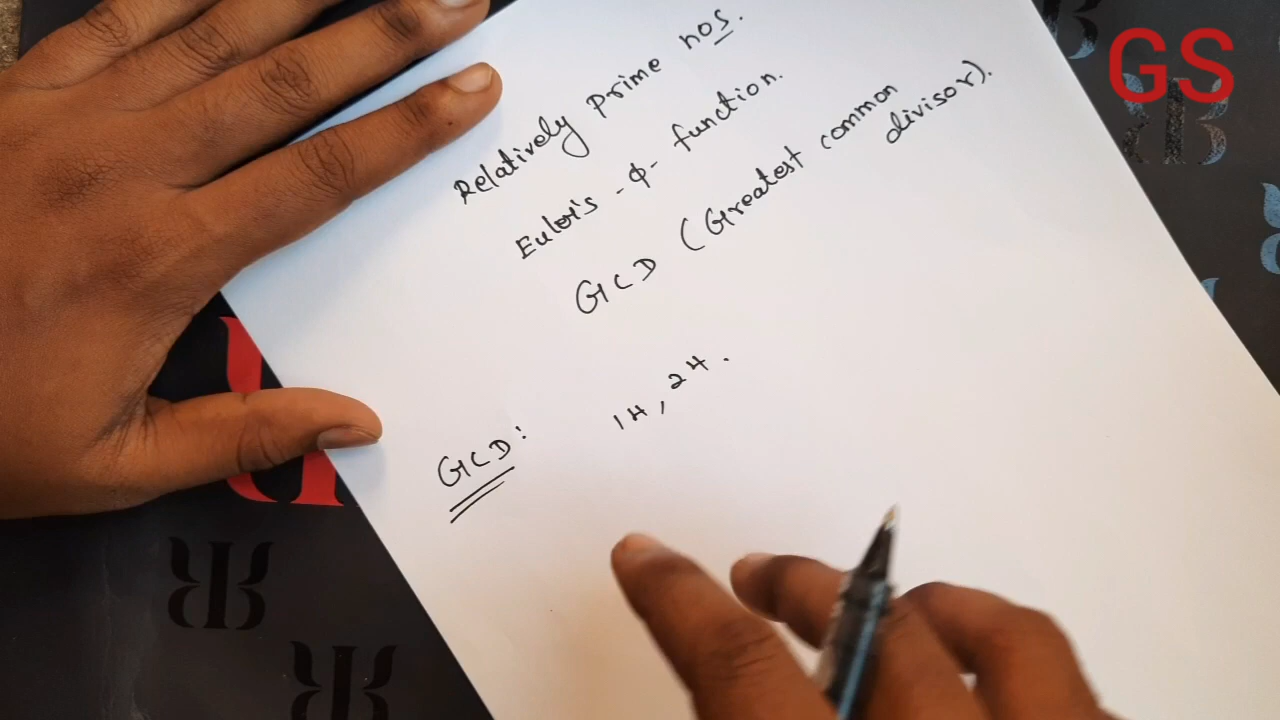 GS
Relatively prime nos.
Euler's - φ - function.
GCD (Greatest common
divisor).
GCD: 14, 24.